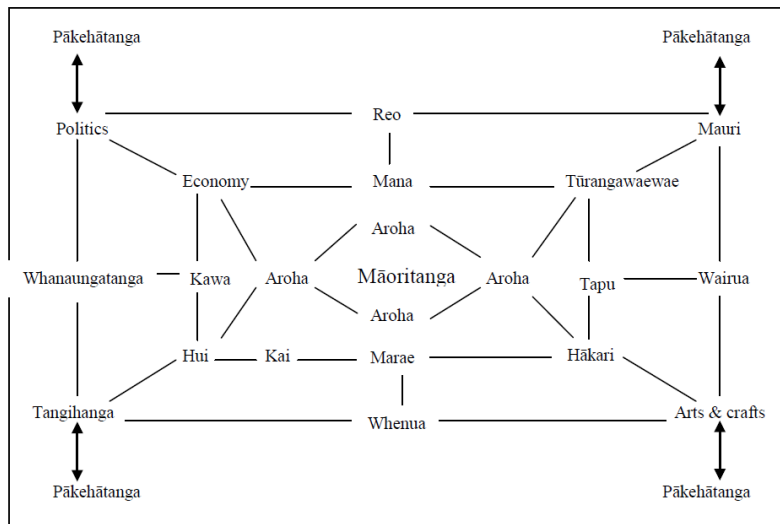 Pākehātanga Pākehātanga
Reo
Politics Mauri
Economy Mana Tūrangawaewae
Aroha
Whanaungatanga Kawa Aroha Māoritanga Aroha Tapu Wairua
Aroha
Hui Kai Marae Hākari
Tangihanga Whenua Arts & crafts
Pākehātanga Pākehātanga